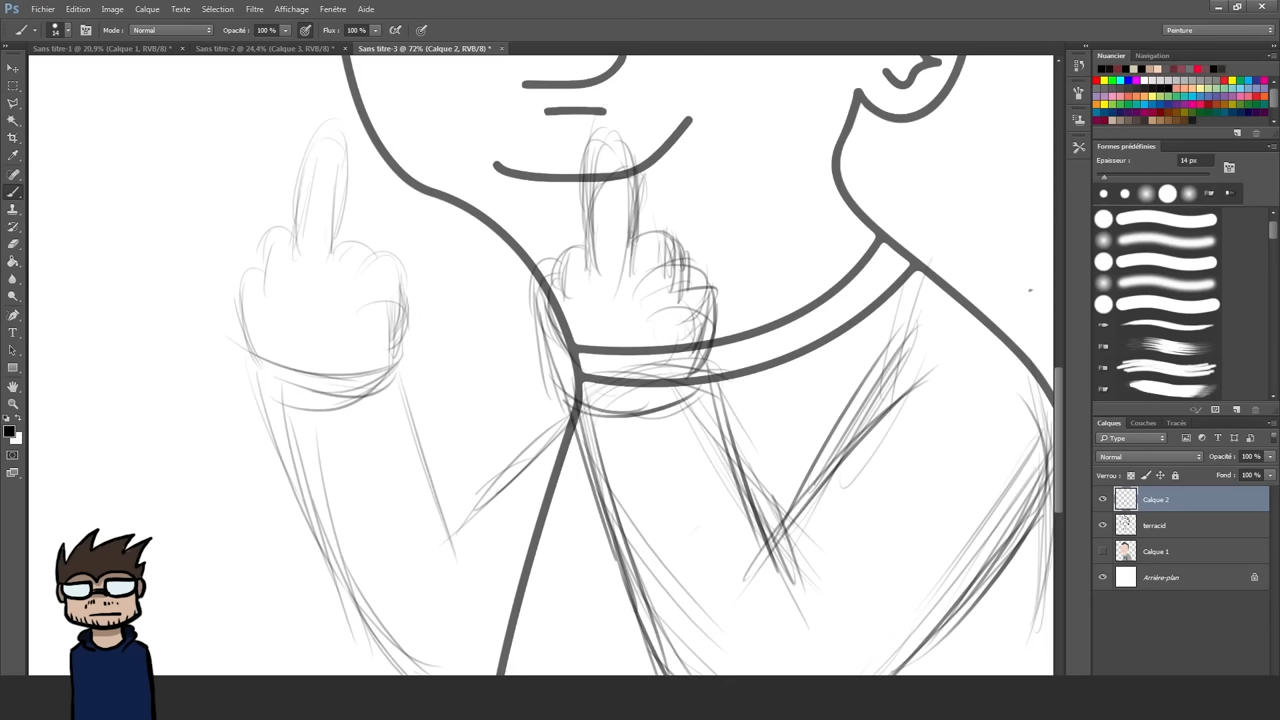 Ps Fichier Edition Image Calque Texte Sélection Filtre Affichage Fenêtre Aide
14 Mode : Normal Opacité : 100 % Flux : 100 % Peinture
Sans titre-1 @ 20,9% (Calque 1, RVB/8) * × Sans titre-2 @ 24,4% (Calque 3, RVB/8) * × Sans titre-3 @ 72% (Calque 2, RVB/8) * ×
Nuancier Navigation
Formes prédéfinies
Epaisseur : 14 px
Calques Couches Tracés
Type
Normal Opacité : 100 %
Verrou : Fond : 100 %
Calque 2
terracid
Calque 1
Arrière-plan